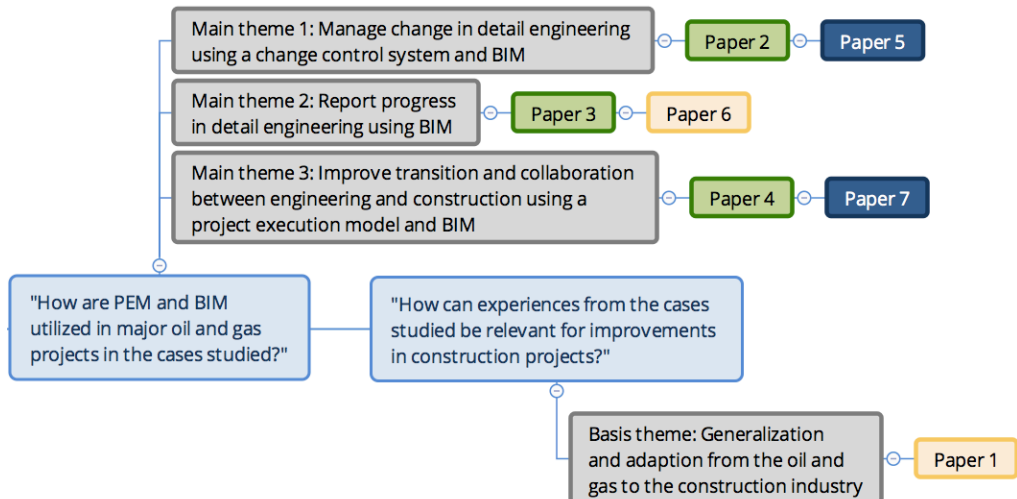 Main theme 1: Manage change in detail engineering
using a change control system and BIM
Paper 2
Paper 5
Main theme 2: Report progress
in detail engineering using BIM
Paper 3
Paper 6
Main theme 3: Improve transition and collaboration
between engineering and construction using a
project execution model and BIM
Paper 4
Paper 7
"How are PEM and BIM
utilized in major oil and gas
projects in the cases studied?"
"How can experiences from the cases
studied be relevant for improvements
in construction projects?"
Basis theme: Generalization
and adaption from the oil and
gas to the construction industry
Paper 1